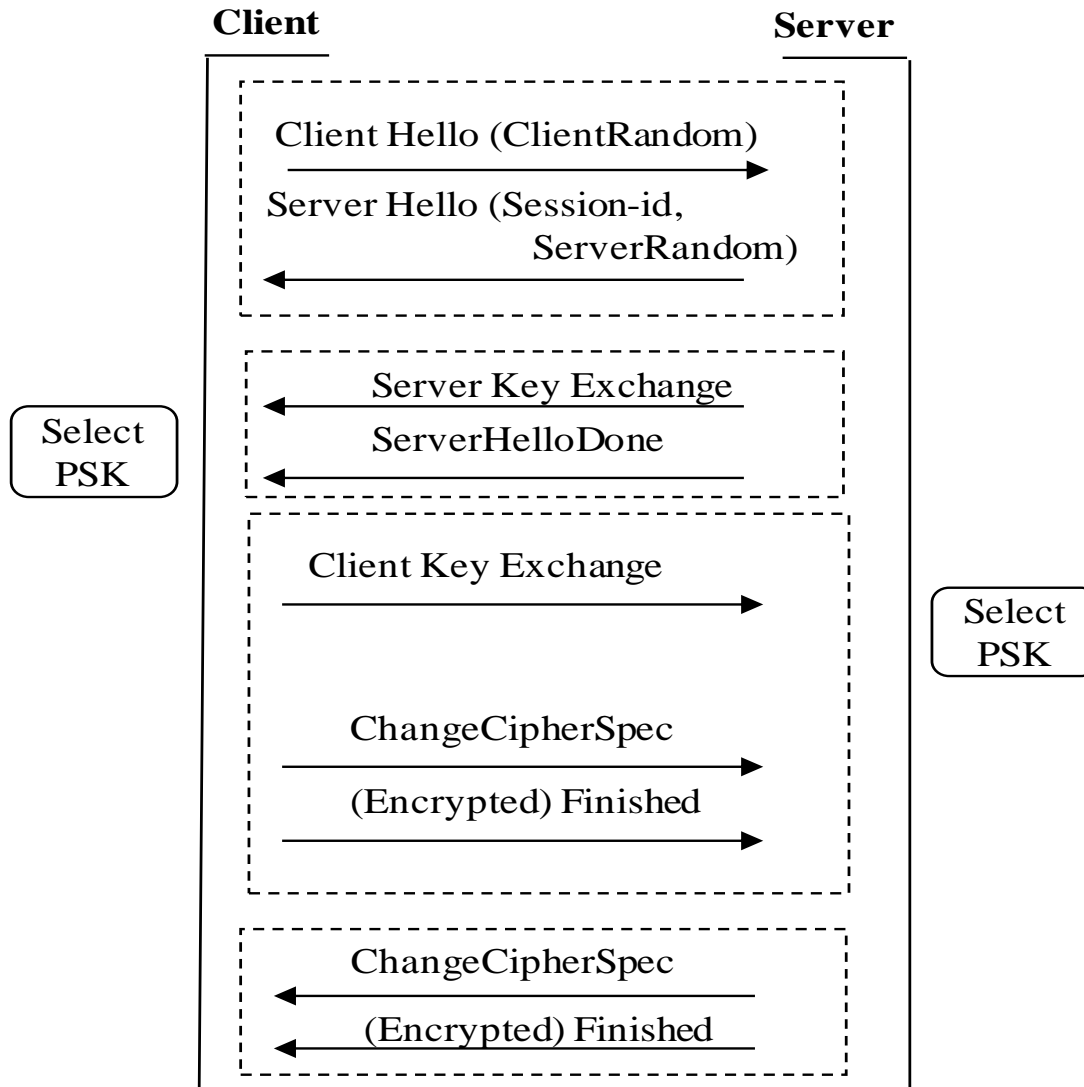 Client
Server
Client Hello (ClientRandom)
Server Hello (Session-id,
ServerRandom)
Server Key Exchange
ServerHelloDone
Select
PSK
Client Key Exchange
Select
PSK
ChangeCipherSpec
(Encrypted) Finished
ChangeCipherSpec
(Encrypted) Finished